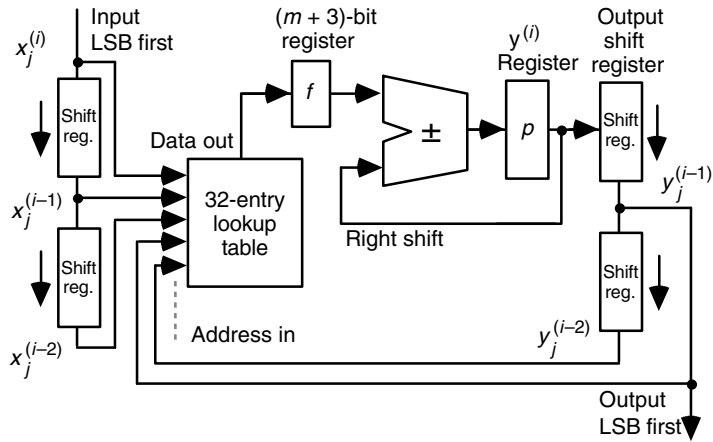 Input
LSB first
x_j^{(i)}
(m + 3)-bit
register
y^{(i)}
Register
Output
shift
register
f
±
p
Shift
reg.
Shift
reg.
Data out
32-entry
lookup
table
x_j^{(i–1)}
y_j^{(i–1)}
Right shift
Shift
reg.
Shift
reg.
Address in
x_j^{(i–2)}
y_j^{(i–2)}
Output
LSB first